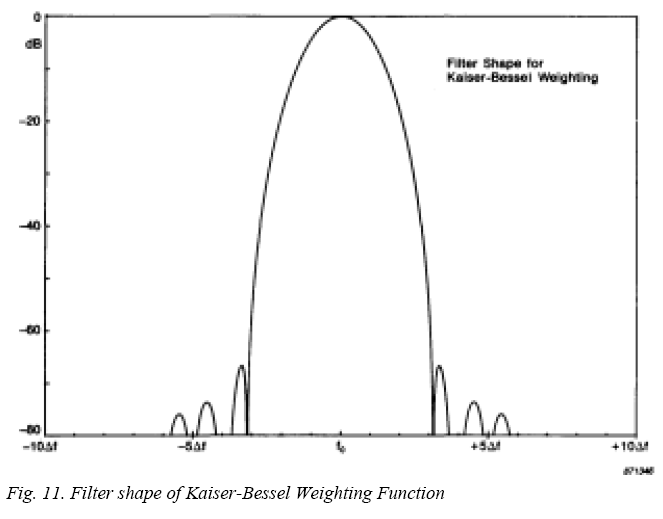 0
dB
Filter Shape for
Kaiser-Bessel Weighting
-20
-40
-60
-80
-10Δf -5Δf f₀ +5Δf +10Δf
871346
Fig. 11. Filter shape of Kaiser-Bessel Weighting Function